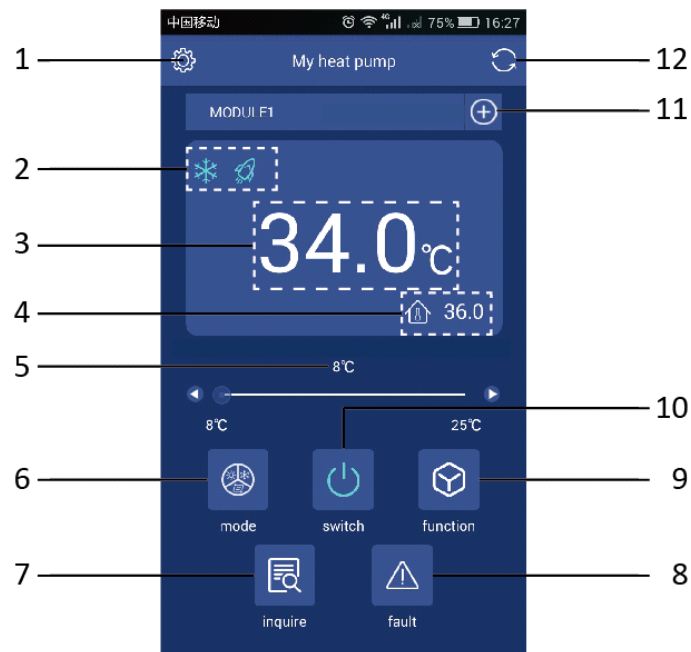 中国移动 4G 75% 16:27
1 My heat pump 12
MODULE1 11
2
3 34.0℃
4 36.0
5 8℃
8℃ 25℃ 10
6 9
mode switch function
7 8
inquire fault